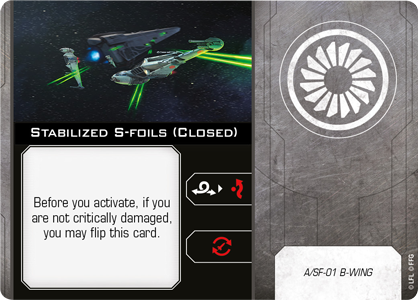 STABILIZED S-FOILS (CLOSED)
Before you activate, if you
are not critically damaged,
you may flip this card.
A/SF-01 B-WING
©LFL ©FFG